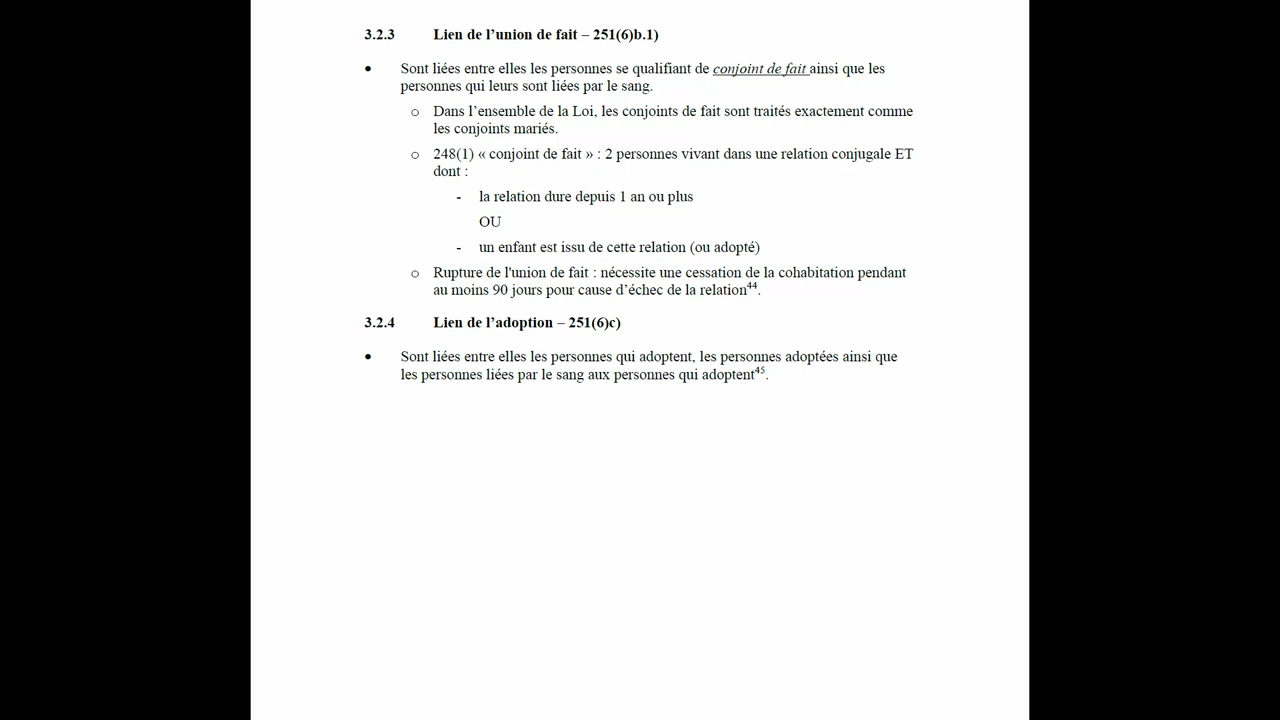 3.2.3 Lien de l’union de fait – 251(6)b.1)
• Sont liées entre elles les personnes se qualifiant de conjoint de fait ainsi que les
personnes qui leurs sont liées par le sang.
o Dans l’ensemble de la Loi, les conjoints de fait sont traités exactement comme
les conjoints mariés.
o 248(1) « conjoint de fait » : 2 personnes vivant dans une relation conjugale ET
dont :
- la relation dure depuis 1 an ou plus
OU
- un enfant est issu de cette relation (ou adopté)
o Rupture de l'union de fait : nécessite une cessation de la cohabitation pendant
au moins 90 jours pour cause d’échec de la relation44.
3.2.4 Lien de l’adoption – 251(6)c)
• Sont liées entre elles les personnes qui adoptent, les personnes adoptées ainsi que
les personnes liées par le sang aux personnes qui adoptent45.